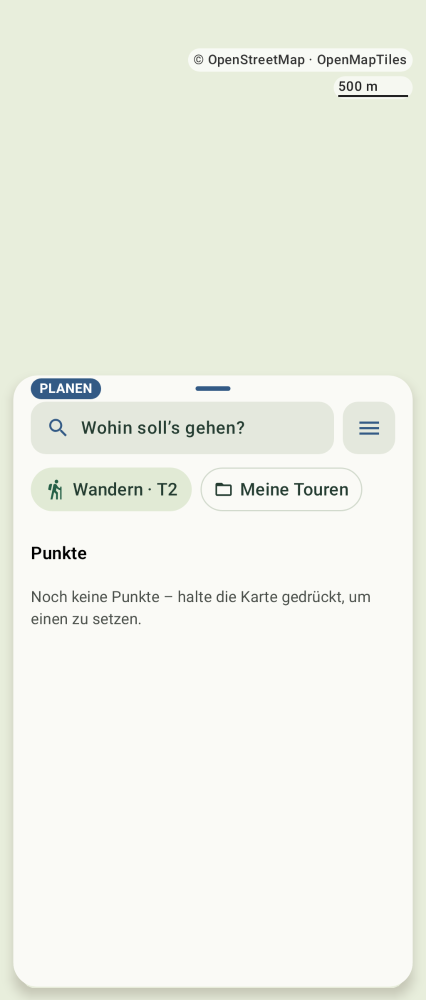 © OpenStreetMap · OpenMapTiles
500 m
PLANEN
Wohin soll’s gehen?
Wandern · T2
Meine Touren
Punkte
Noch keine Punkte – halte die Karte gedrückt, um
einen zu setzen.